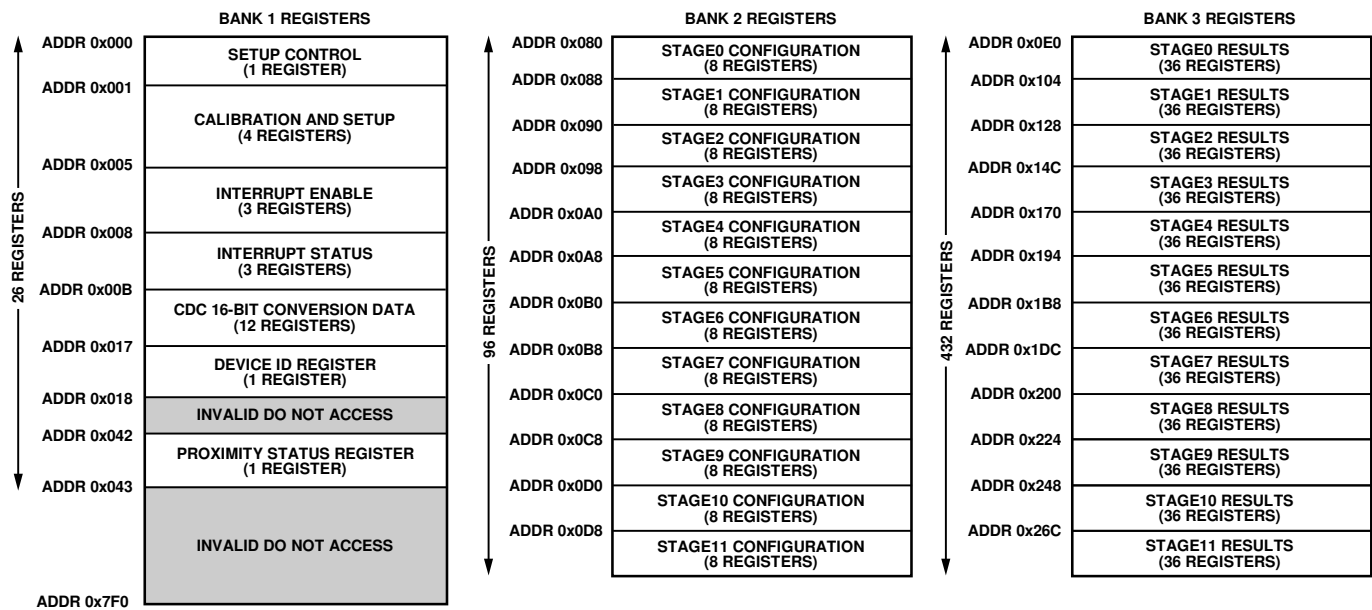 BANK 1 REGISTERS
ADDR 0x000
SETUP CONTROL
(1 REGISTER)
ADDR 0x001
CALIBRATION AND SETUP
(4 REGISTERS)
ADDR 0x005
INTERRUPT ENABLE
(3 REGISTERS)
ADDR 0x008
INTERRUPT STATUS
(3 REGISTERS)
ADDR 0x00B
CDC 16-BIT CONVERSION DATA
(12 REGISTERS)
ADDR 0x017
DEVICE ID REGISTER
(1 REGISTER)
ADDR 0x018
INVALID DO NOT ACCESS
ADDR 0x042
PROXIMITY STATUS REGISTER
(1 REGISTER)
ADDR 0x043
INVALID DO NOT ACCESS
ADDR 0x7F0
26 REGISTERS
BANK 2 REGISTERS
ADDR 0x080
STAGE0 CONFIGURATION
(8 REGISTERS)
ADDR 0x088
STAGE1 CONFIGURATION
(8 REGISTERS)
ADDR 0x090
STAGE2 CONFIGURATION
(8 REGISTERS)
ADDR 0x098
STAGE3 CONFIGURATION
(8 REGISTERS)
ADDR 0x0A0
STAGE4 CONFIGURATION
(8 REGISTERS)
ADDR 0x0A8
STAGE5 CONFIGURATION
(8 REGISTERS)
ADDR 0x0B0
STAGE6 CONFIGURATION
(8 REGISTERS)
ADDR 0x0B8
STAGE7 CONFIGURATION
(8 REGISTERS)
ADDR 0x0C0
STAGE8 CONFIGURATION
(8 REGISTERS)
ADDR 0x0C8
STAGE9 CONFIGURATION
(8 REGISTERS)
ADDR 0x0D0
STAGE10 CONFIGURATION
(8 REGISTERS)
ADDR 0x0D8
STAGE11 CONFIGURATION
(8 REGISTERS)
96 REGISTERS
BANK 3 REGISTERS
ADDR 0x0E0
STAGE0 RESULTS
(36 REGISTERS)
ADDR 0x104
STAGE1 RESULTS
(36 REGISTERS)
ADDR 0x128
STAGE2 RESULTS
(36 REGISTERS)
ADDR 0x14C
STAGE3 RESULTS
(36 REGISTERS)
ADDR 0x170
STAGE4 RESULTS
(36 REGISTERS)
ADDR 0x194
STAGE5 RESULTS
(36 REGISTERS)
ADDR 0x1B8
STAGE6 RESULTS
(36 REGISTERS)
ADDR 0x1DC
STAGE7 RESULTS
(36 REGISTERS)
ADDR 0x200
STAGE8 RESULTS
(36 REGISTERS)
ADDR 0x224
STAGE9 RESULTS
(36 REGISTERS)
ADDR 0x248
STAGE10 RESULTS
(36 REGISTERS)
ADDR 0x26C
STAGE11 RESULTS
(36 REGISTERS)
432 REGISTERS